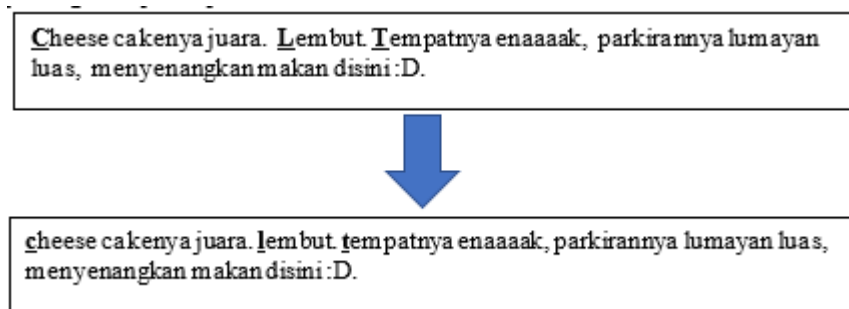 Cheese cakenya juara. Lembut. Tempatnya enaaaak, parkirannya lumayan
luas, menyenangkan makan disini :D.
cheese cakenya juara. lembut. tempatnya enaaaak, parkirannya lumayan luas,
menyenangkan makan disini :D.